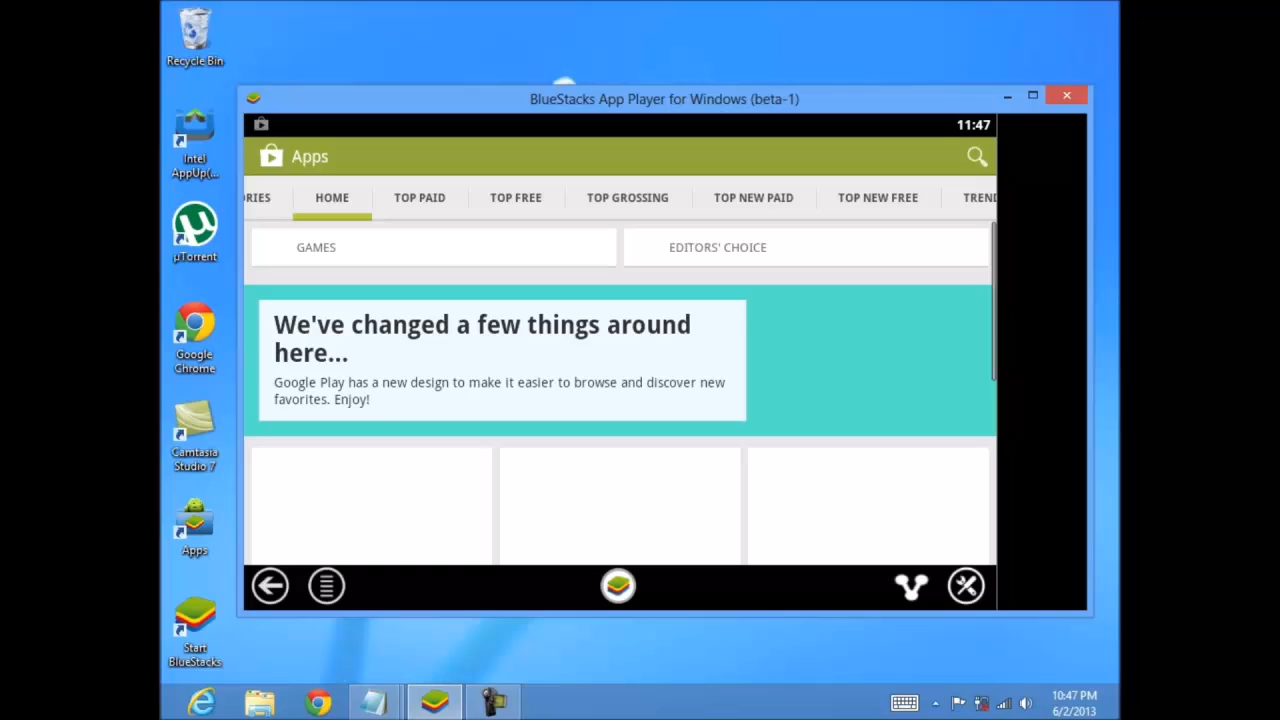 Recycle Bin
Intel
AppUp(...
µTorrent
Google
Chrome
Camtasia
Studio 7
Apps
Start
BlueStacks
BlueStacks App Player for Windows (beta-1)
11:47
Apps
ORIES HOME TOP PAID TOP FREE TOP GROSSING TOP NEW PAID TOP NEW FREE TREN
GAMES EDITORS' CHOICE
We've changed a few things around
here...
Google Play has a new design to make it easier to browse and discover new
favorites. Enjoy!
10:47 PM
6/2/2013